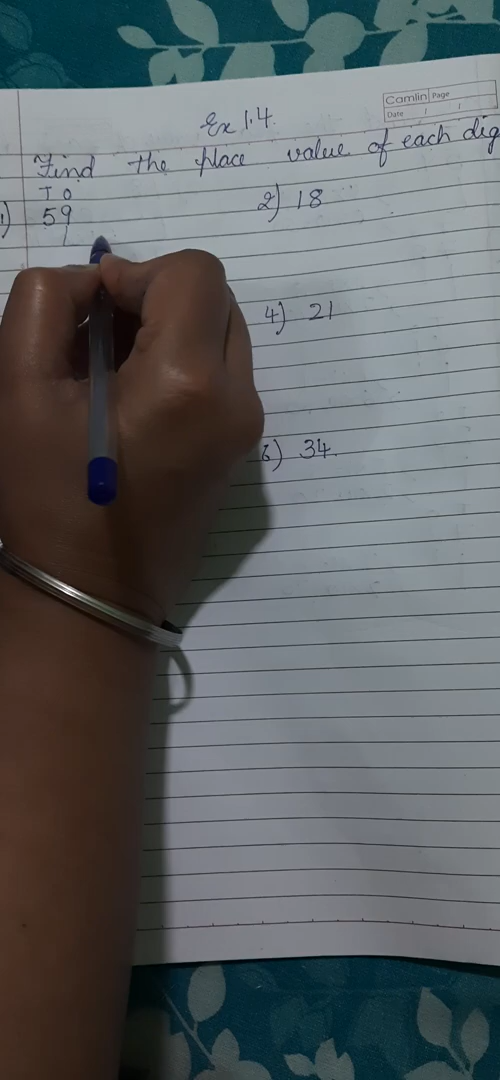 Camlin Page
Date / /
Ex 1.4
Find the place value of each dig
T O
1) 59
2) 18
4) 21
6) 34